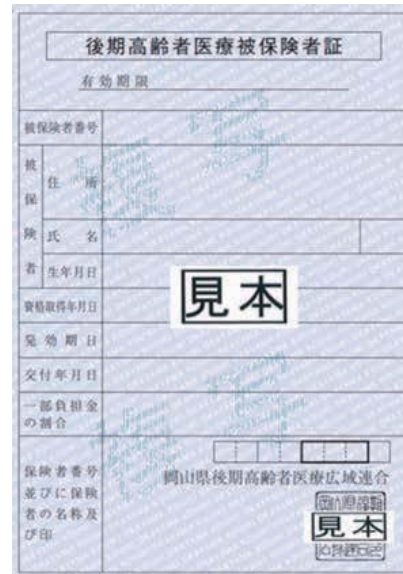 後期高齢者医療被保険者証
有効期限
被保険者番号
被保険者
住所
氏名
生年月日
資格取得年月日
発効期日
交付年月日
一部負担金
の割合
保険者番号
並びに保険
者の名称及
び印
岡山県後期高齢者医療広域連合
見本
見本
複写
複写